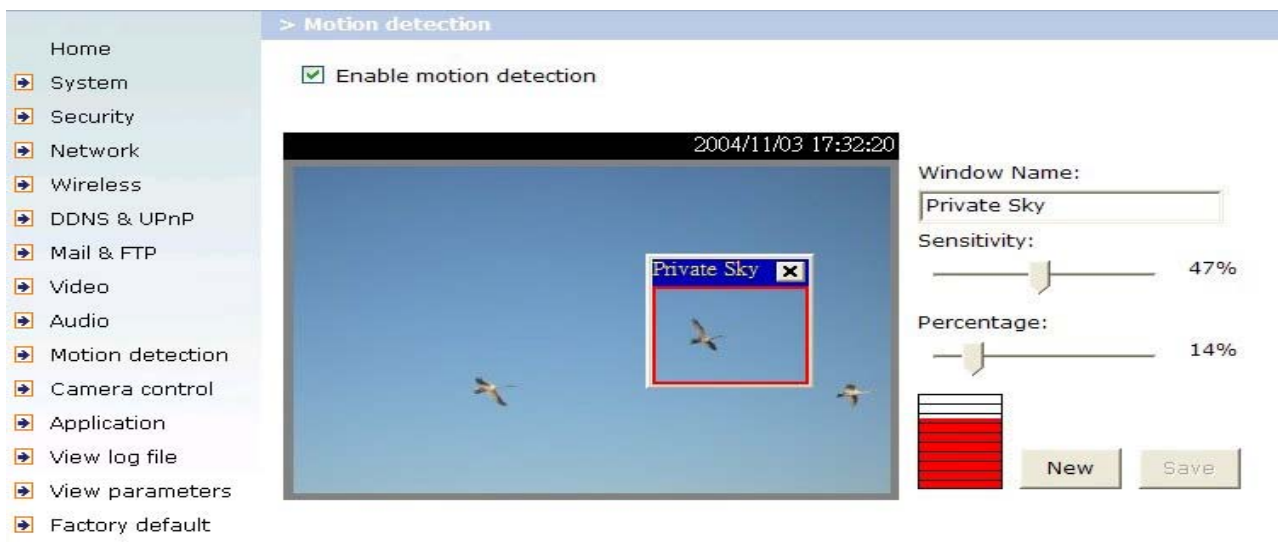 > Motion detection
Home
System
Security
Network
Wireless
DDNS & UPnP
Mail & FTP
Video
Audio
Motion detection
Camera control
Application
View log file
View parameters
Factory default
Enable motion detection
2004/11/03 17:32:20
Private Sky
Window Name:
Private Sky
Sensitivity:
47%
Percentage:
14%
New
Save